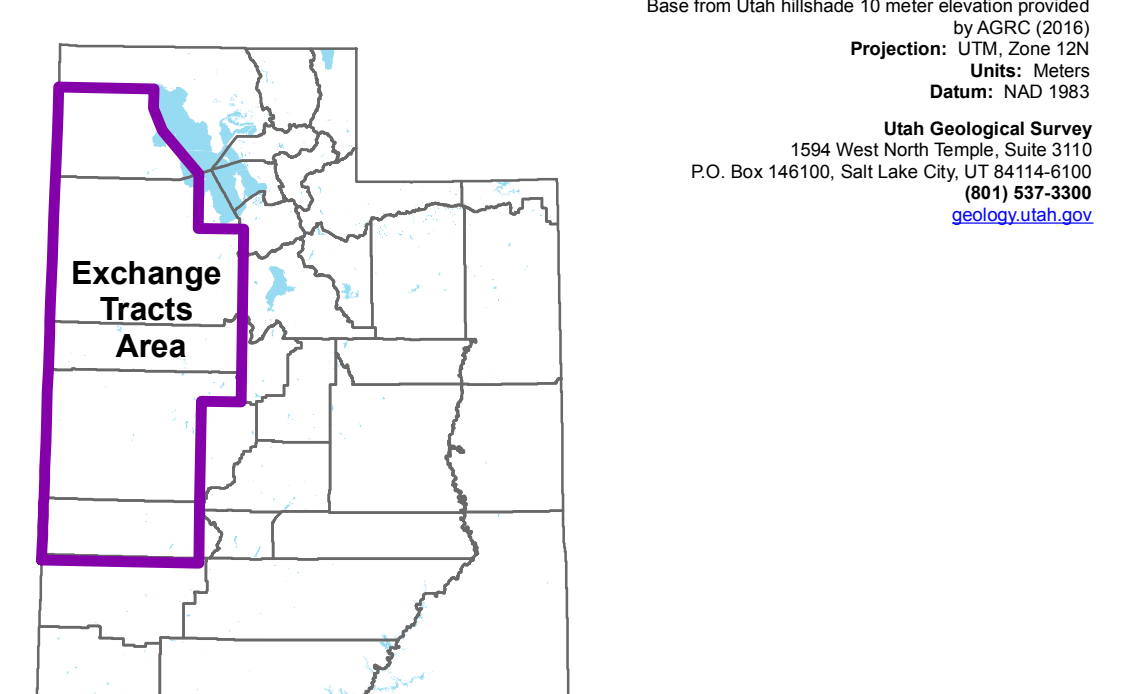 Base from Utah hillshade 10 meter elevation provided
by AGRC (2016)
Projection: UTM, Zone 12N
Units: Meters
Datum: NAD 1983
Utah Geological Survey
1594 West North Temple, Suite 3110
P.O. Box 146100, Salt Lake City, UT 84114-6100
(801) 537-3300
geology.utah.gov
Exchange
Tracts
Area